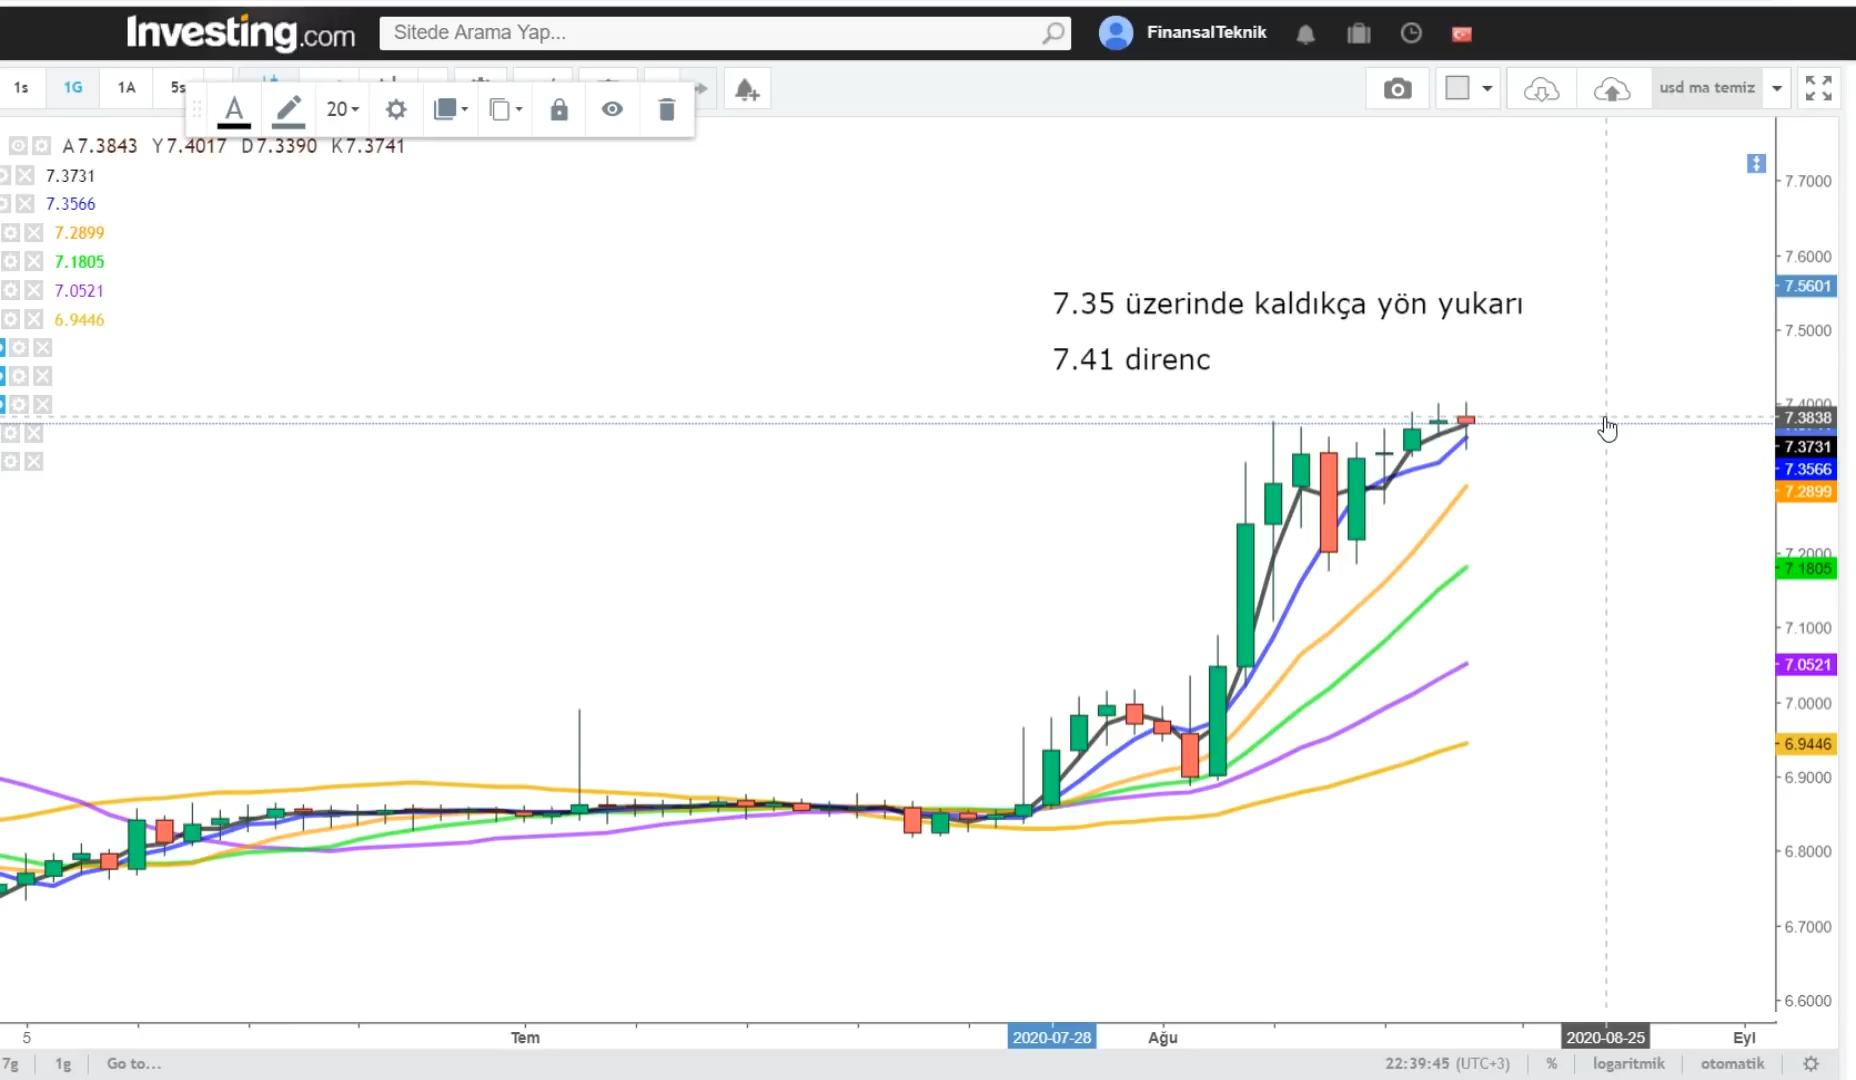 Investing.com
Sitede Arama Yap...
FinansalTeknik
1s 1G 1A 5s
usd ma temiz
A 20
A7.3843 Y7.4017 D7.3390 K7.3741
7.3731
7.3566
7.2899
7.1805
7.0521
6.9446
7.35 üzerinde kaldıkça yön yukarı
7.41 direnc
7.7000
7.6000
7.5601
7.5000
7.4000
7.3838
7.3731
7.3566
7.2899
7.2000
7.1805
7.1000
7.0521
7.0000
6.9446
6.9000
6.8000
6.7000
6.6000
5 Tem 2020-07-28 Ağu 2020-08-25 Eyl
7g 1g Go to... 22:39:45 (UTC+3) % logaritmik otomatik